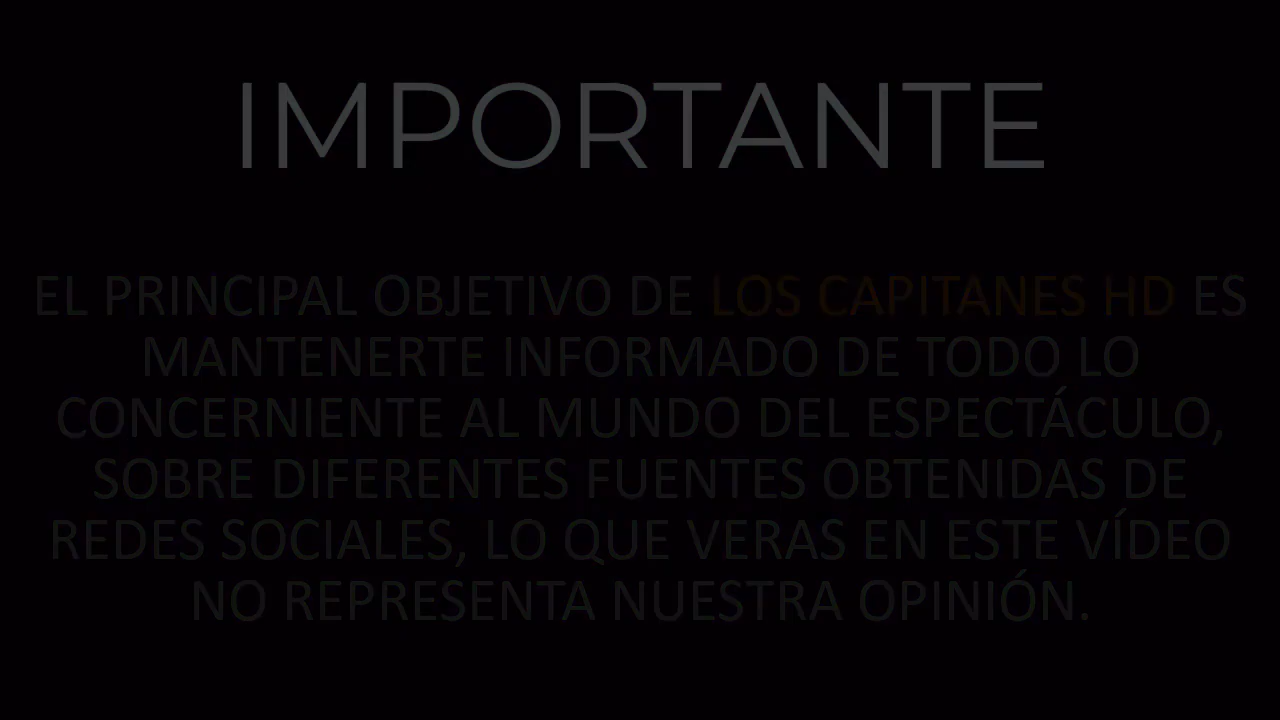 IMPORTANTE
EL PRINCIPAL OBJETIVO DE LOS CAPITANES HD ES
MANTENERTE INFORMADO DE TODO LO
CONCERNIENTE AL MUNDO DEL ESPECTÁCULO,
SOBRE DIFERENTES FUENTES OBTENIDAS DE
REDES SOCIALES, LO QUE VERAS EN ESTE VÍDEO
NO REPRESENTA NUESTRA OPINIÓN.